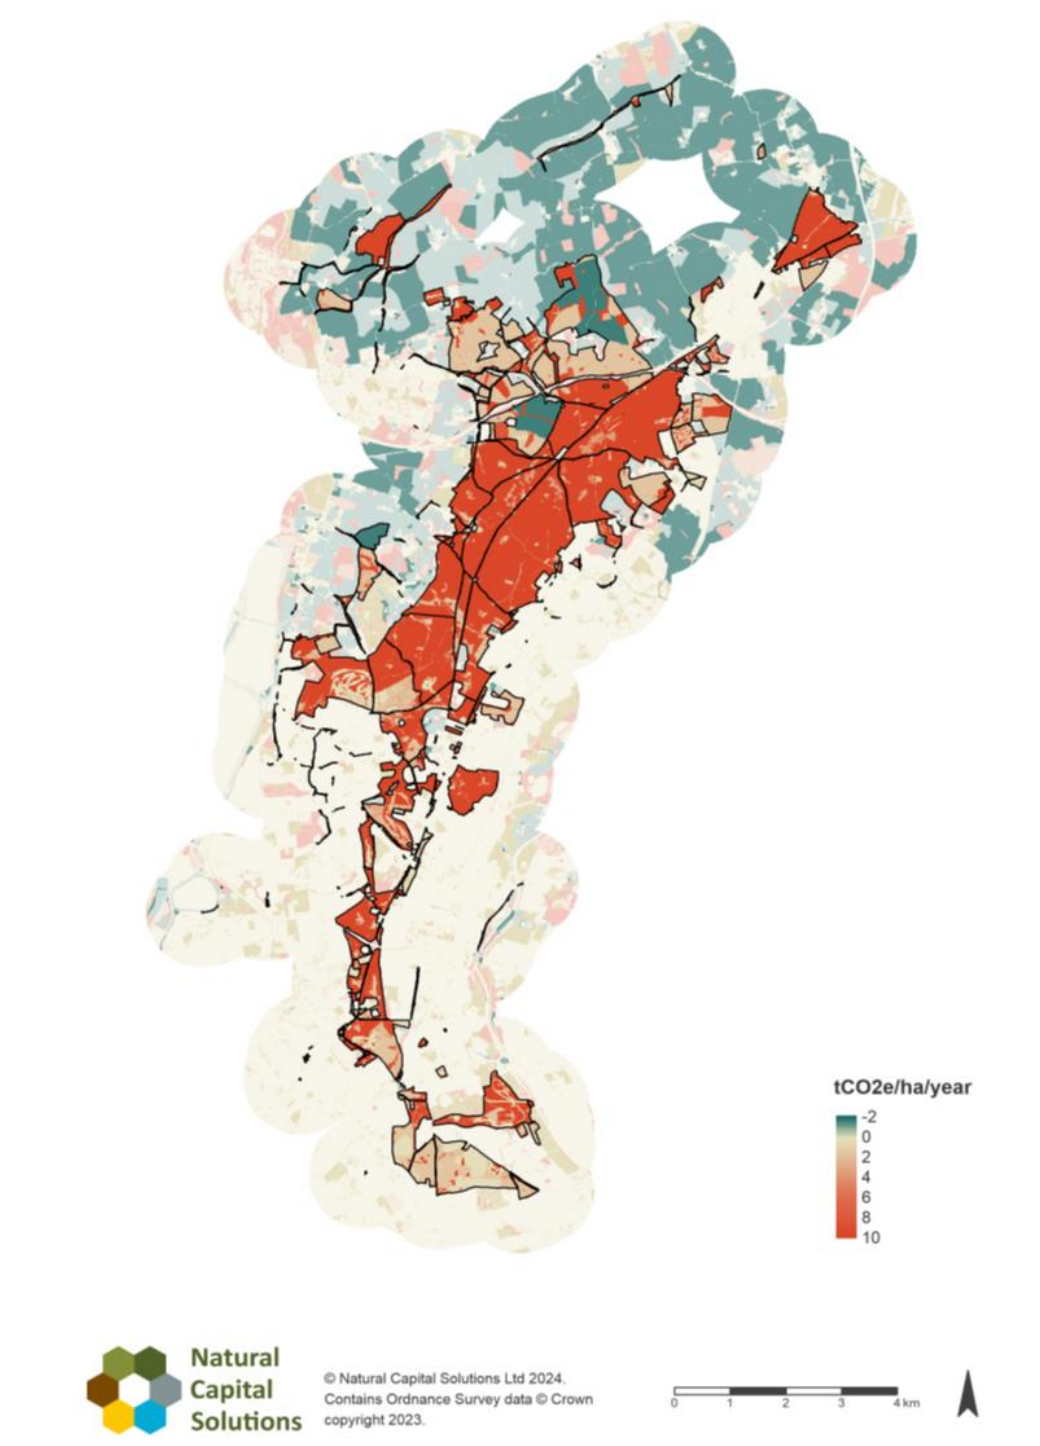 tCO2e/ha/year
-2
0
2
4
6
8
10
Natural
Capital
Solutions
© Natural Capital Solutions Ltd 2024.
Contains Ordnance Survey data © Crown
copyright 2023.
0 1 2 3 4 km